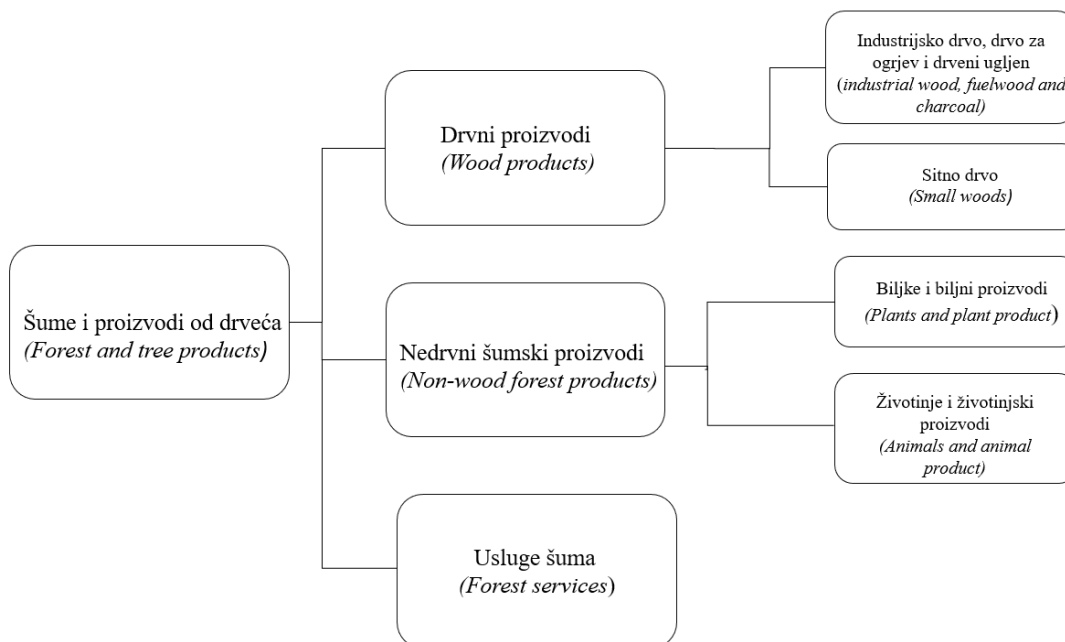 Šume i proizvodi od drveća
(Forest and tree products)
Drvni proizvodi
(Wood products)
Industrijsko drvo, drvo za
ogrjev i drveni ugljen
(industrial wood, fuelwood and
charcoal)
Sitno drvo
(Small woods)
Nedrvni šumski proizvodi
(Non-wood forest products)
Biljke i biljni proizvodi
(Plants and plant product)
Životinje i životinjski
proizvodi
(Animals and animal
product)
Usluge šuma
(Forest services)